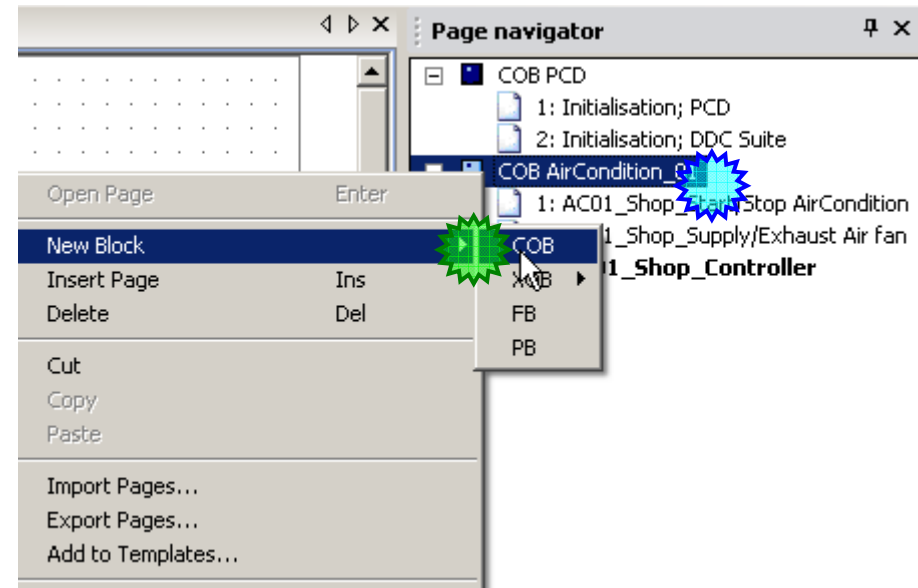 Page navigator
COB PCD
1: Initialisation; PCD
2: Initialisation; DDC Suite
COB AirCondition_
1: AC01_Shop_Start/Stop AirCondition
1_Shop_Supply/Exhaust Air fan
1_Shop_Controller
Open Page Enter
New Block
Insert Page Ins
Delete Del
Cut
Copy
Paste
Import Pages...
Export Pages...
Add to Templates...
COB
XOB
FB
PB